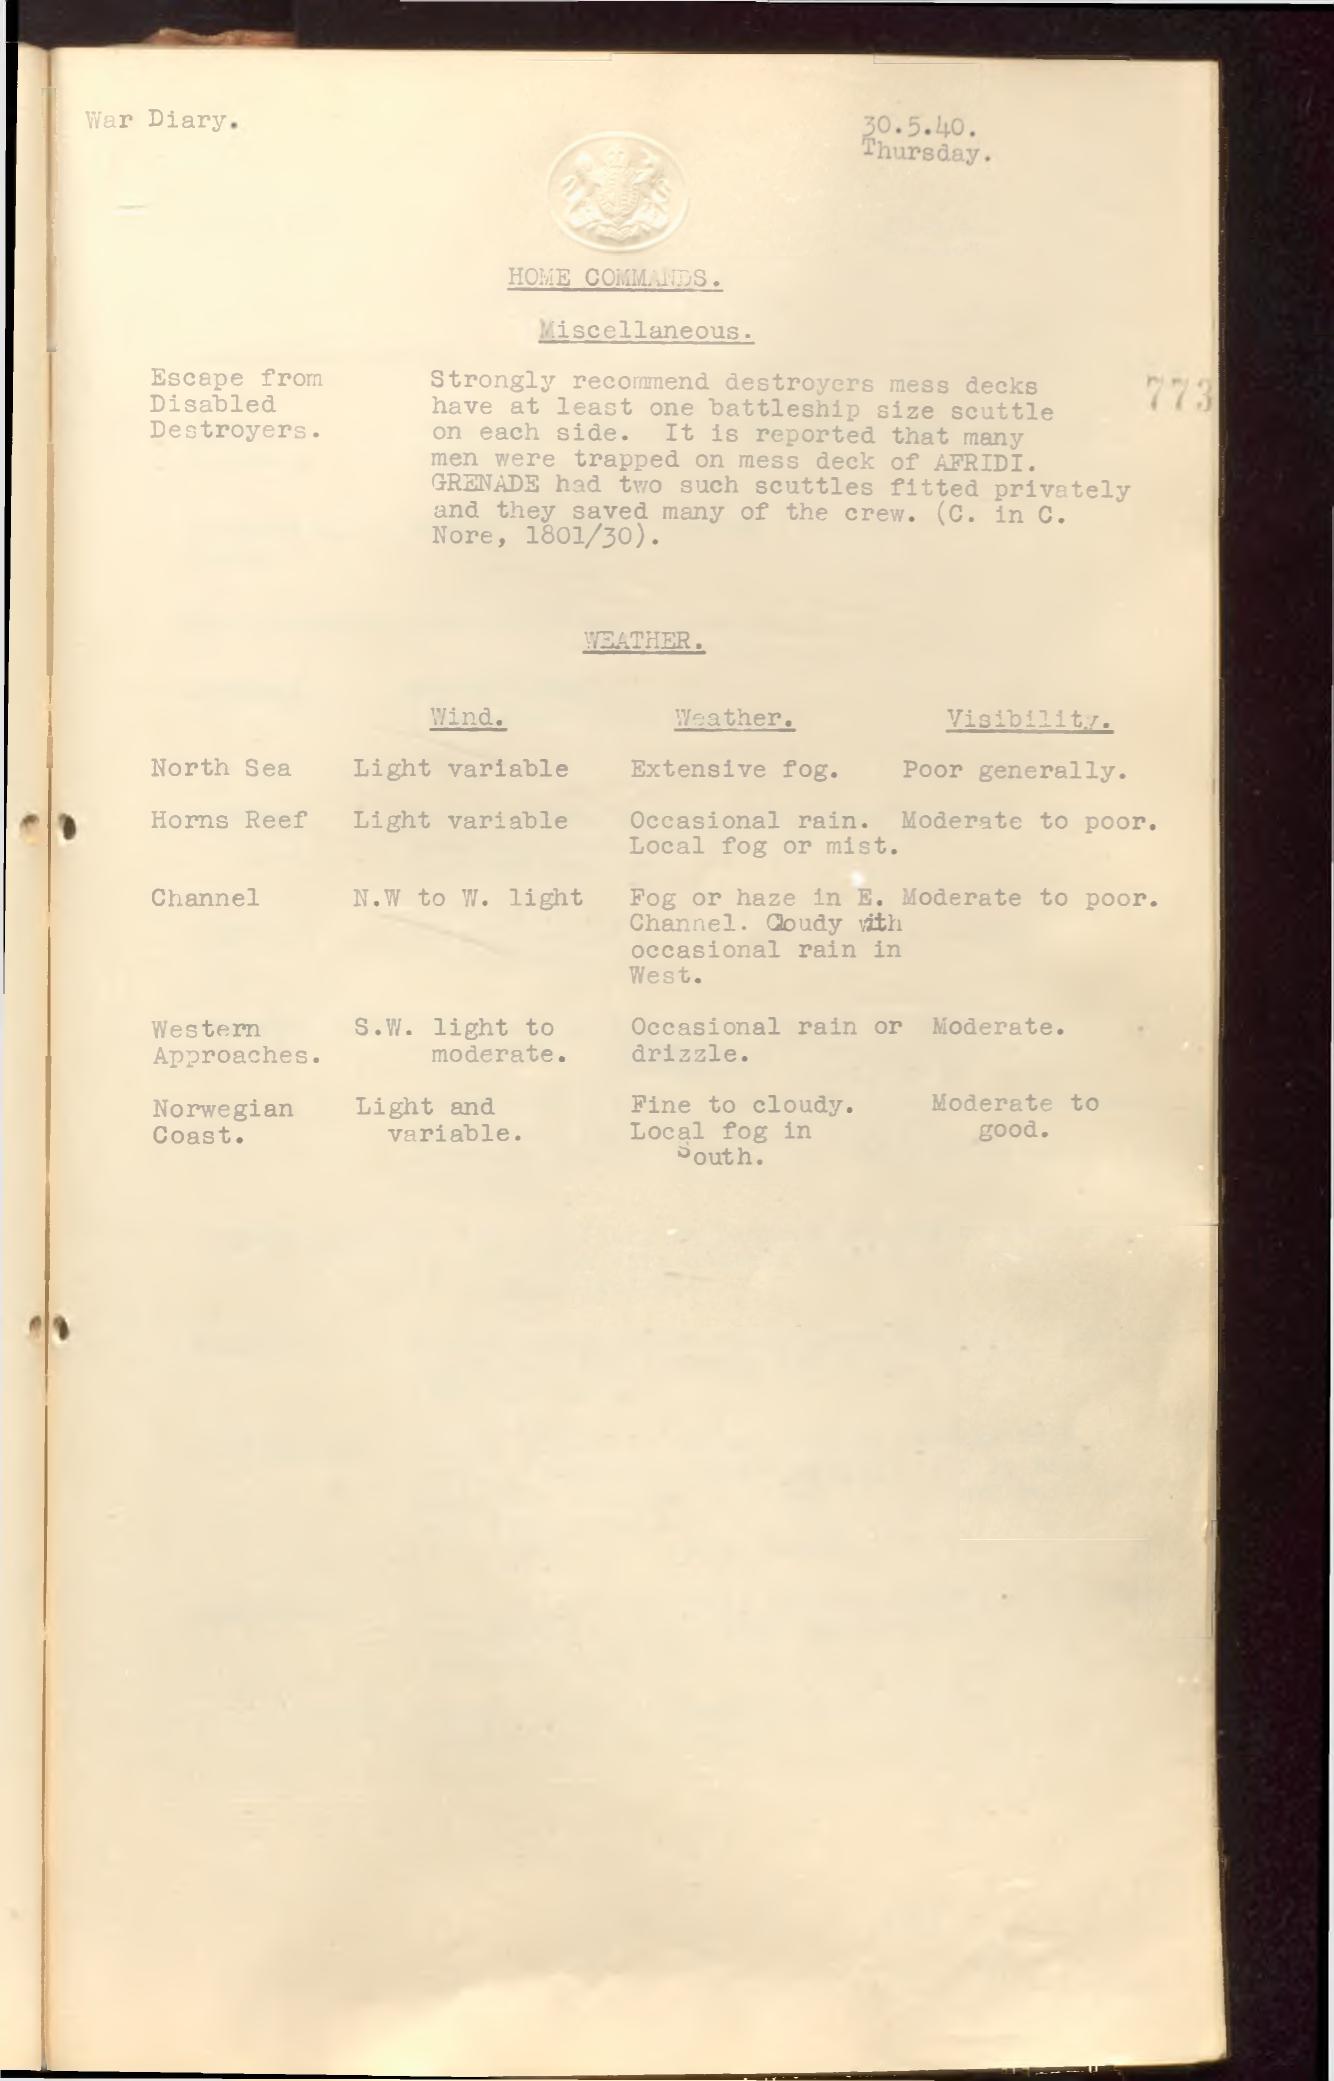 War Diary.
30.5.40.
Thursday.
HOME COMMANDS.
Miscellaneous.
773
Escape from
Disabled
Destroyers.
Strongly recommend destroyers mess decks
have at least one battleship size scuttle
on each side. It is reported that many
men were trapped on mess deck of AFRIDI.
GRENADE had two such scuttles fitted privately
and they saved many of the crew. (C. in C.
Nore, 1801/30).
WEATHER.
Wind. Weather. Visibility.
North Sea Light variable Extensive fog. Poor generally.
Horns Reef Light variable Occasional rain. Moderate to poor.
Local fog or mist.
Channel N.W to W. light Fog or haze in E. Moderate to poor.
Channel. Cloudy with
occasional rain in
West.
Western S.W. light to Occasional rain or Moderate.
Approaches. moderate. drizzle.
Norwegian Light and Fine to cloudy. Moderate to
Coast. variable. Local fog in good.
South.